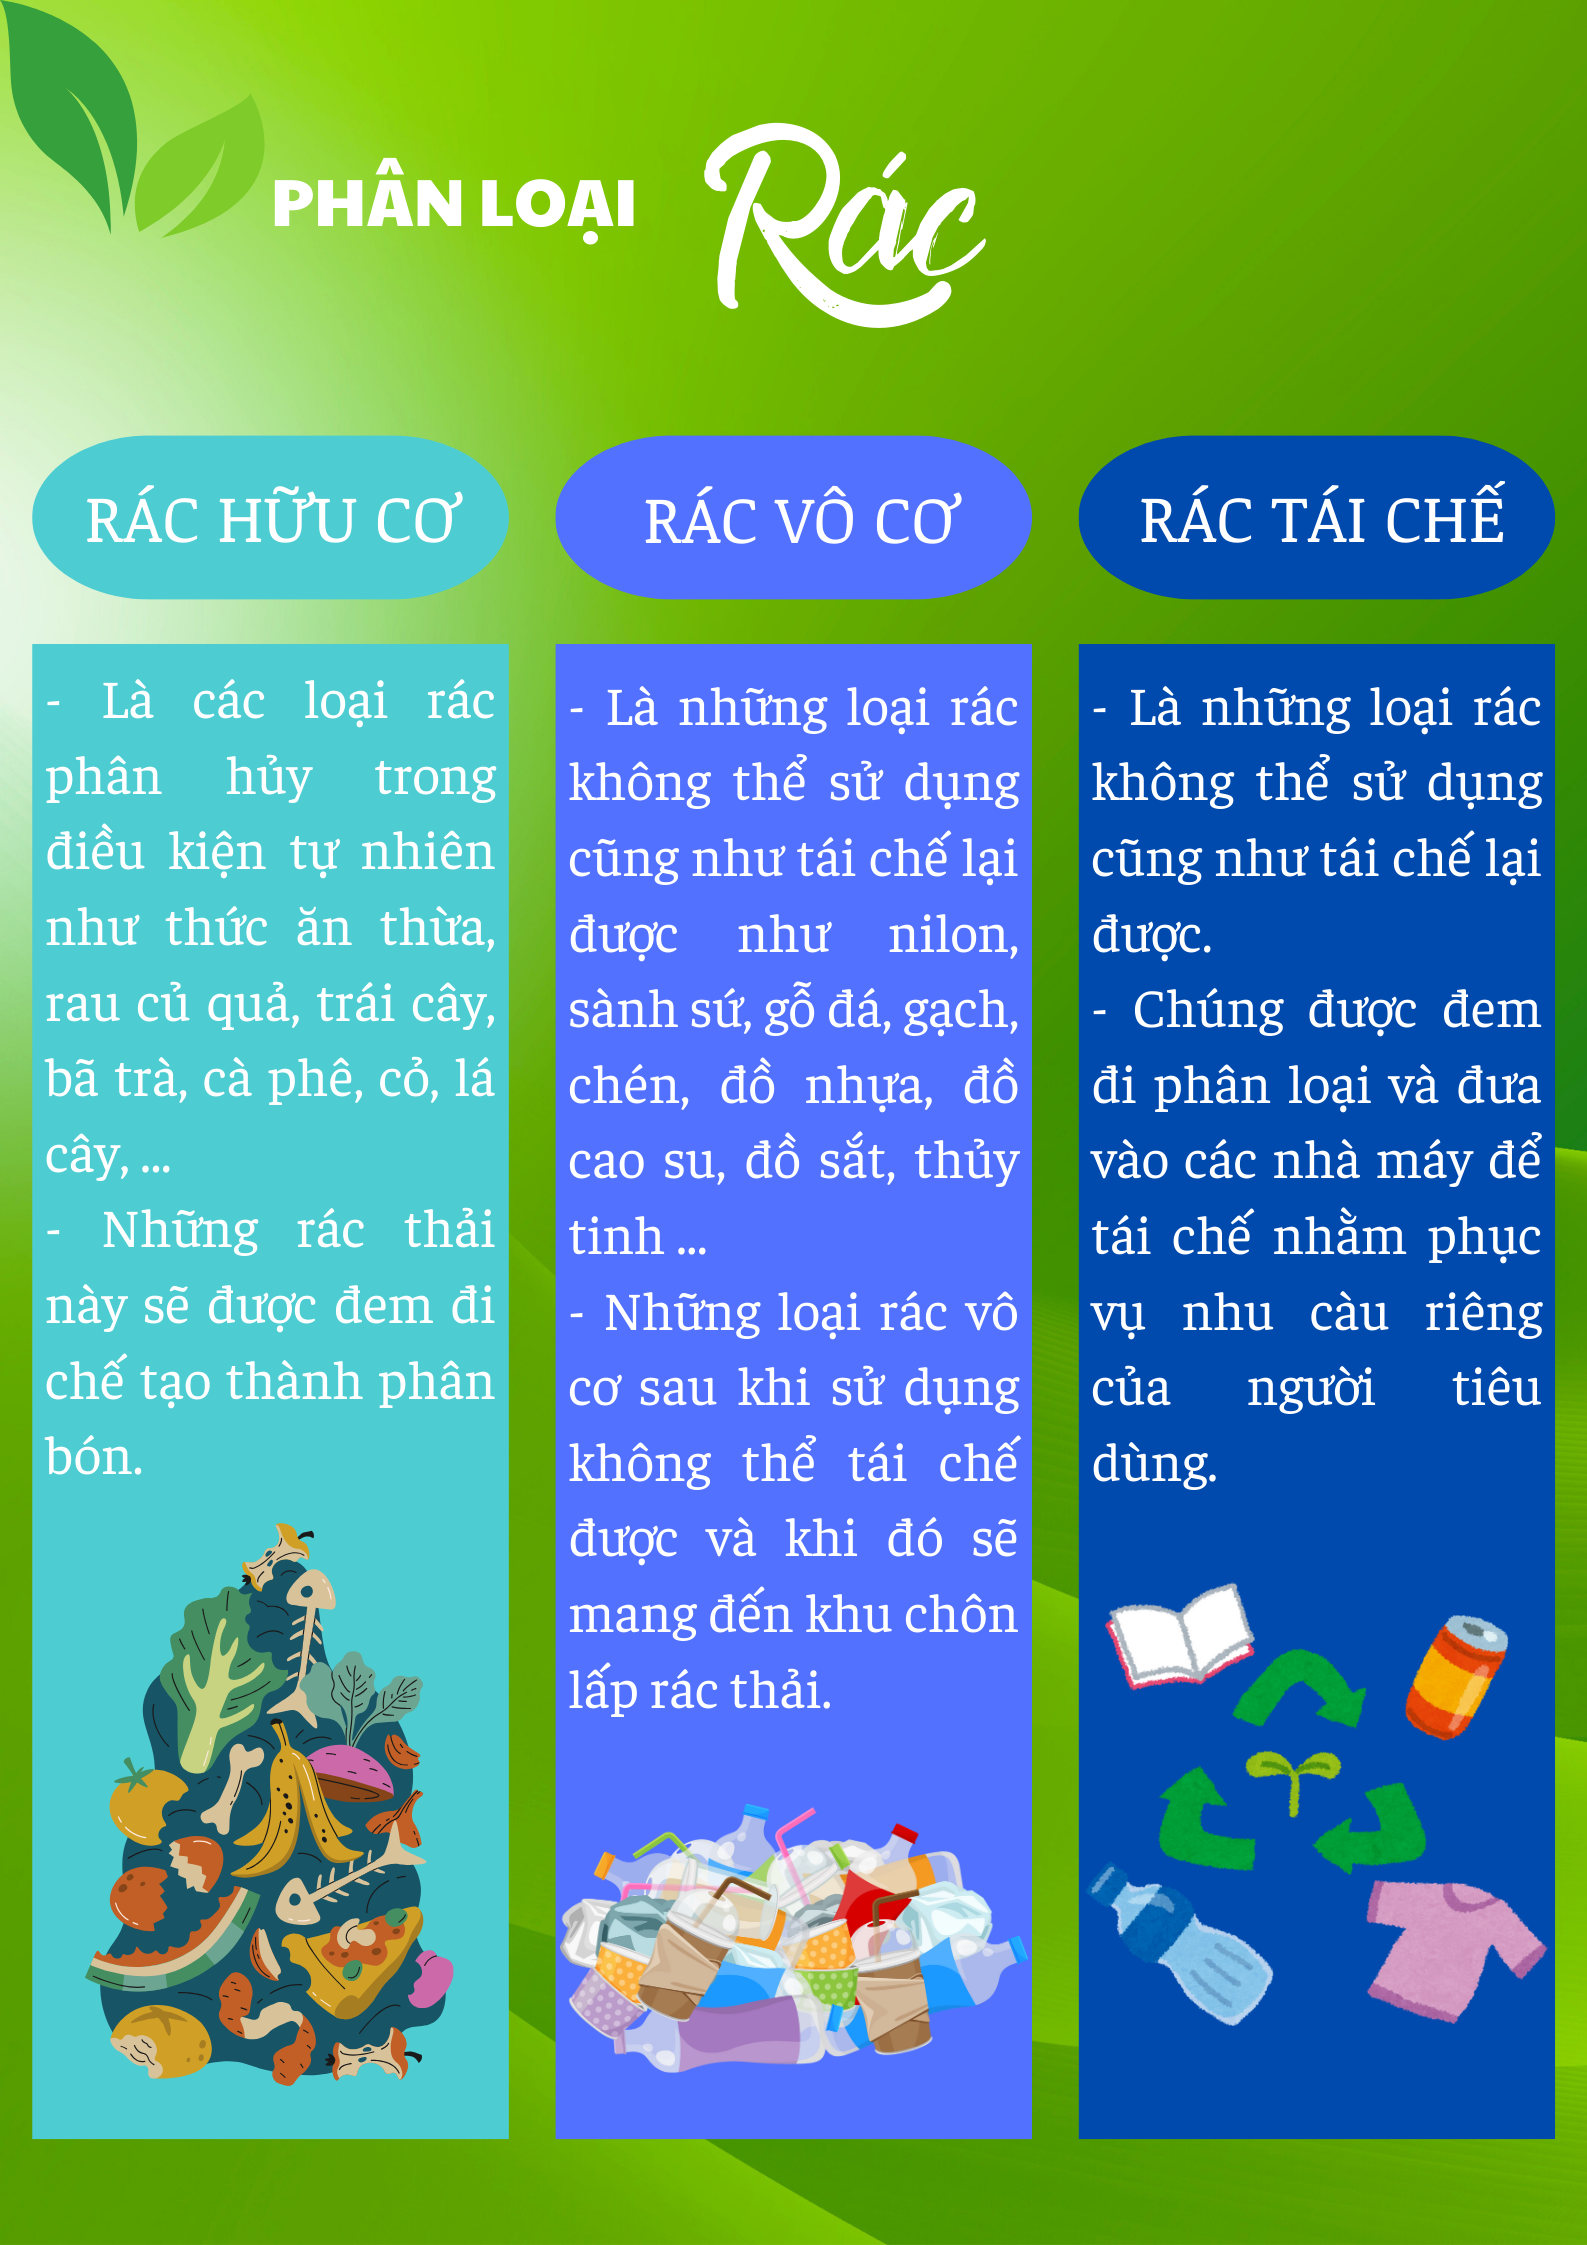 PHÂN LOẠI Rác
RÁC HỮU CƠ
- Là các loại rác
phân hủy trong
điều kiện tự nhiên
như thức ăn thừa,
rau củ quả, trái cây,
bã trà, cà phê, cỏ, lá
cây, ...
- Những rác thải
này sẽ được đem đi
chế tạo thành phân
bón.
RÁC VÔ CƠ
- Là những loại rác
không thể sử dụng
cũng như tái chế lại
được như nilon,
sành sứ, gỗ đá, gạch,
chén, đồ nhựa, đồ
cao su, đồ sắt, thủy
tinh ...
- Những loại rác vô
cơ sau khi sử dụng
không thể tái chế
được và khi đó sẽ
mang đến khu chôn
lấp rác thải.
RÁC TÁI CHẾ
- Là những loại rác
không thể sử dụng
cũng như tái chế lại
được.
- Chúng được đem
đi phân loại và đưa
vào các nhà máy để
tái chế nhằm phục
vụ nhu càu riêng
của người tiêu
dùng.